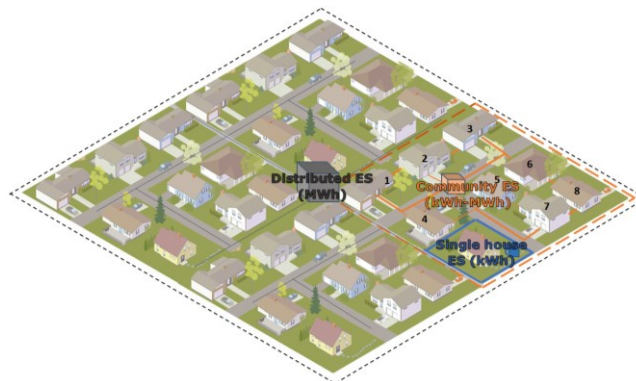 3
2
6
1
Distributed ES
(MWh)
5
Community ES
(kWh-MWh)
8
4
7
Single house
ES (kWh)